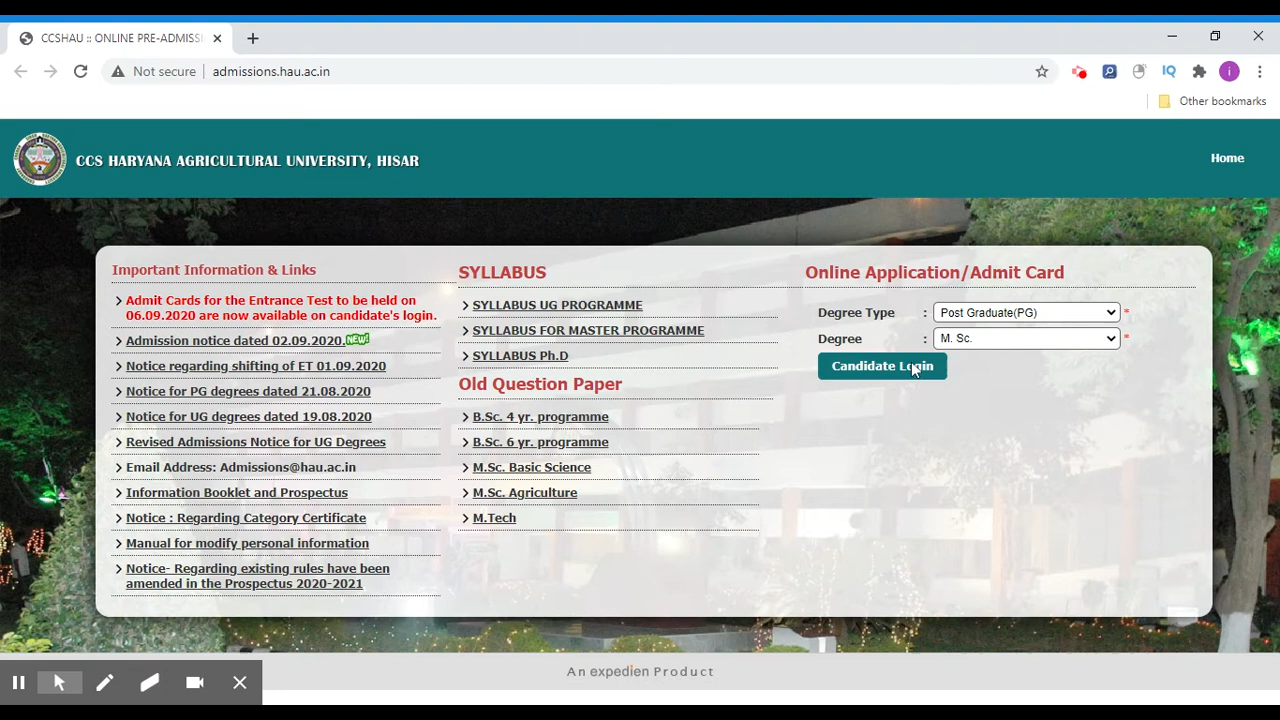 CCSHAU :: ONLINE PRE-ADMISSI
Not secure
admissions.hau.ac.in
IQ
i
Other bookmarks
CCS HARYANA AGRICULTURAL UNIVERSITY, HISAR
Home
Important Information & Links
Admit Cards for the Entrance Test to be held on
06.09.2020 are now available on candidate's login.
Admission notice dated 02.09.2020. NEW
Notice regarding shifting of ET 01.09.2020
Notice for PG degrees dated 21.08.2020
Notice for UG degrees dated 19.08.2020
Revised Admissions Notice for UG Degrees
Email Address: Admissions@hau.ac.in
Information Booklet and Prospectus
Notice : Regarding Category Certificate
Manual for modify personal information
Notice- Regarding existing rules have been
amended in the Prospectus 2020-2021
SYLLABUS
SYLLABUS UG PROGRAMME
SYLLABUS FOR MASTER PROGRAMME
SYLLABUS Ph.D
Old Question Paper
B.Sc. 4 yr. programme
B.Sc. 6 yr. programme
M.Sc. Basic Science
M.Sc. Agriculture
M.Tech
Online Application/Admit Card
Degree Type : Post Graduate(PG) *
Degree : M. Sc. *
Candidate Login
An expedien Product